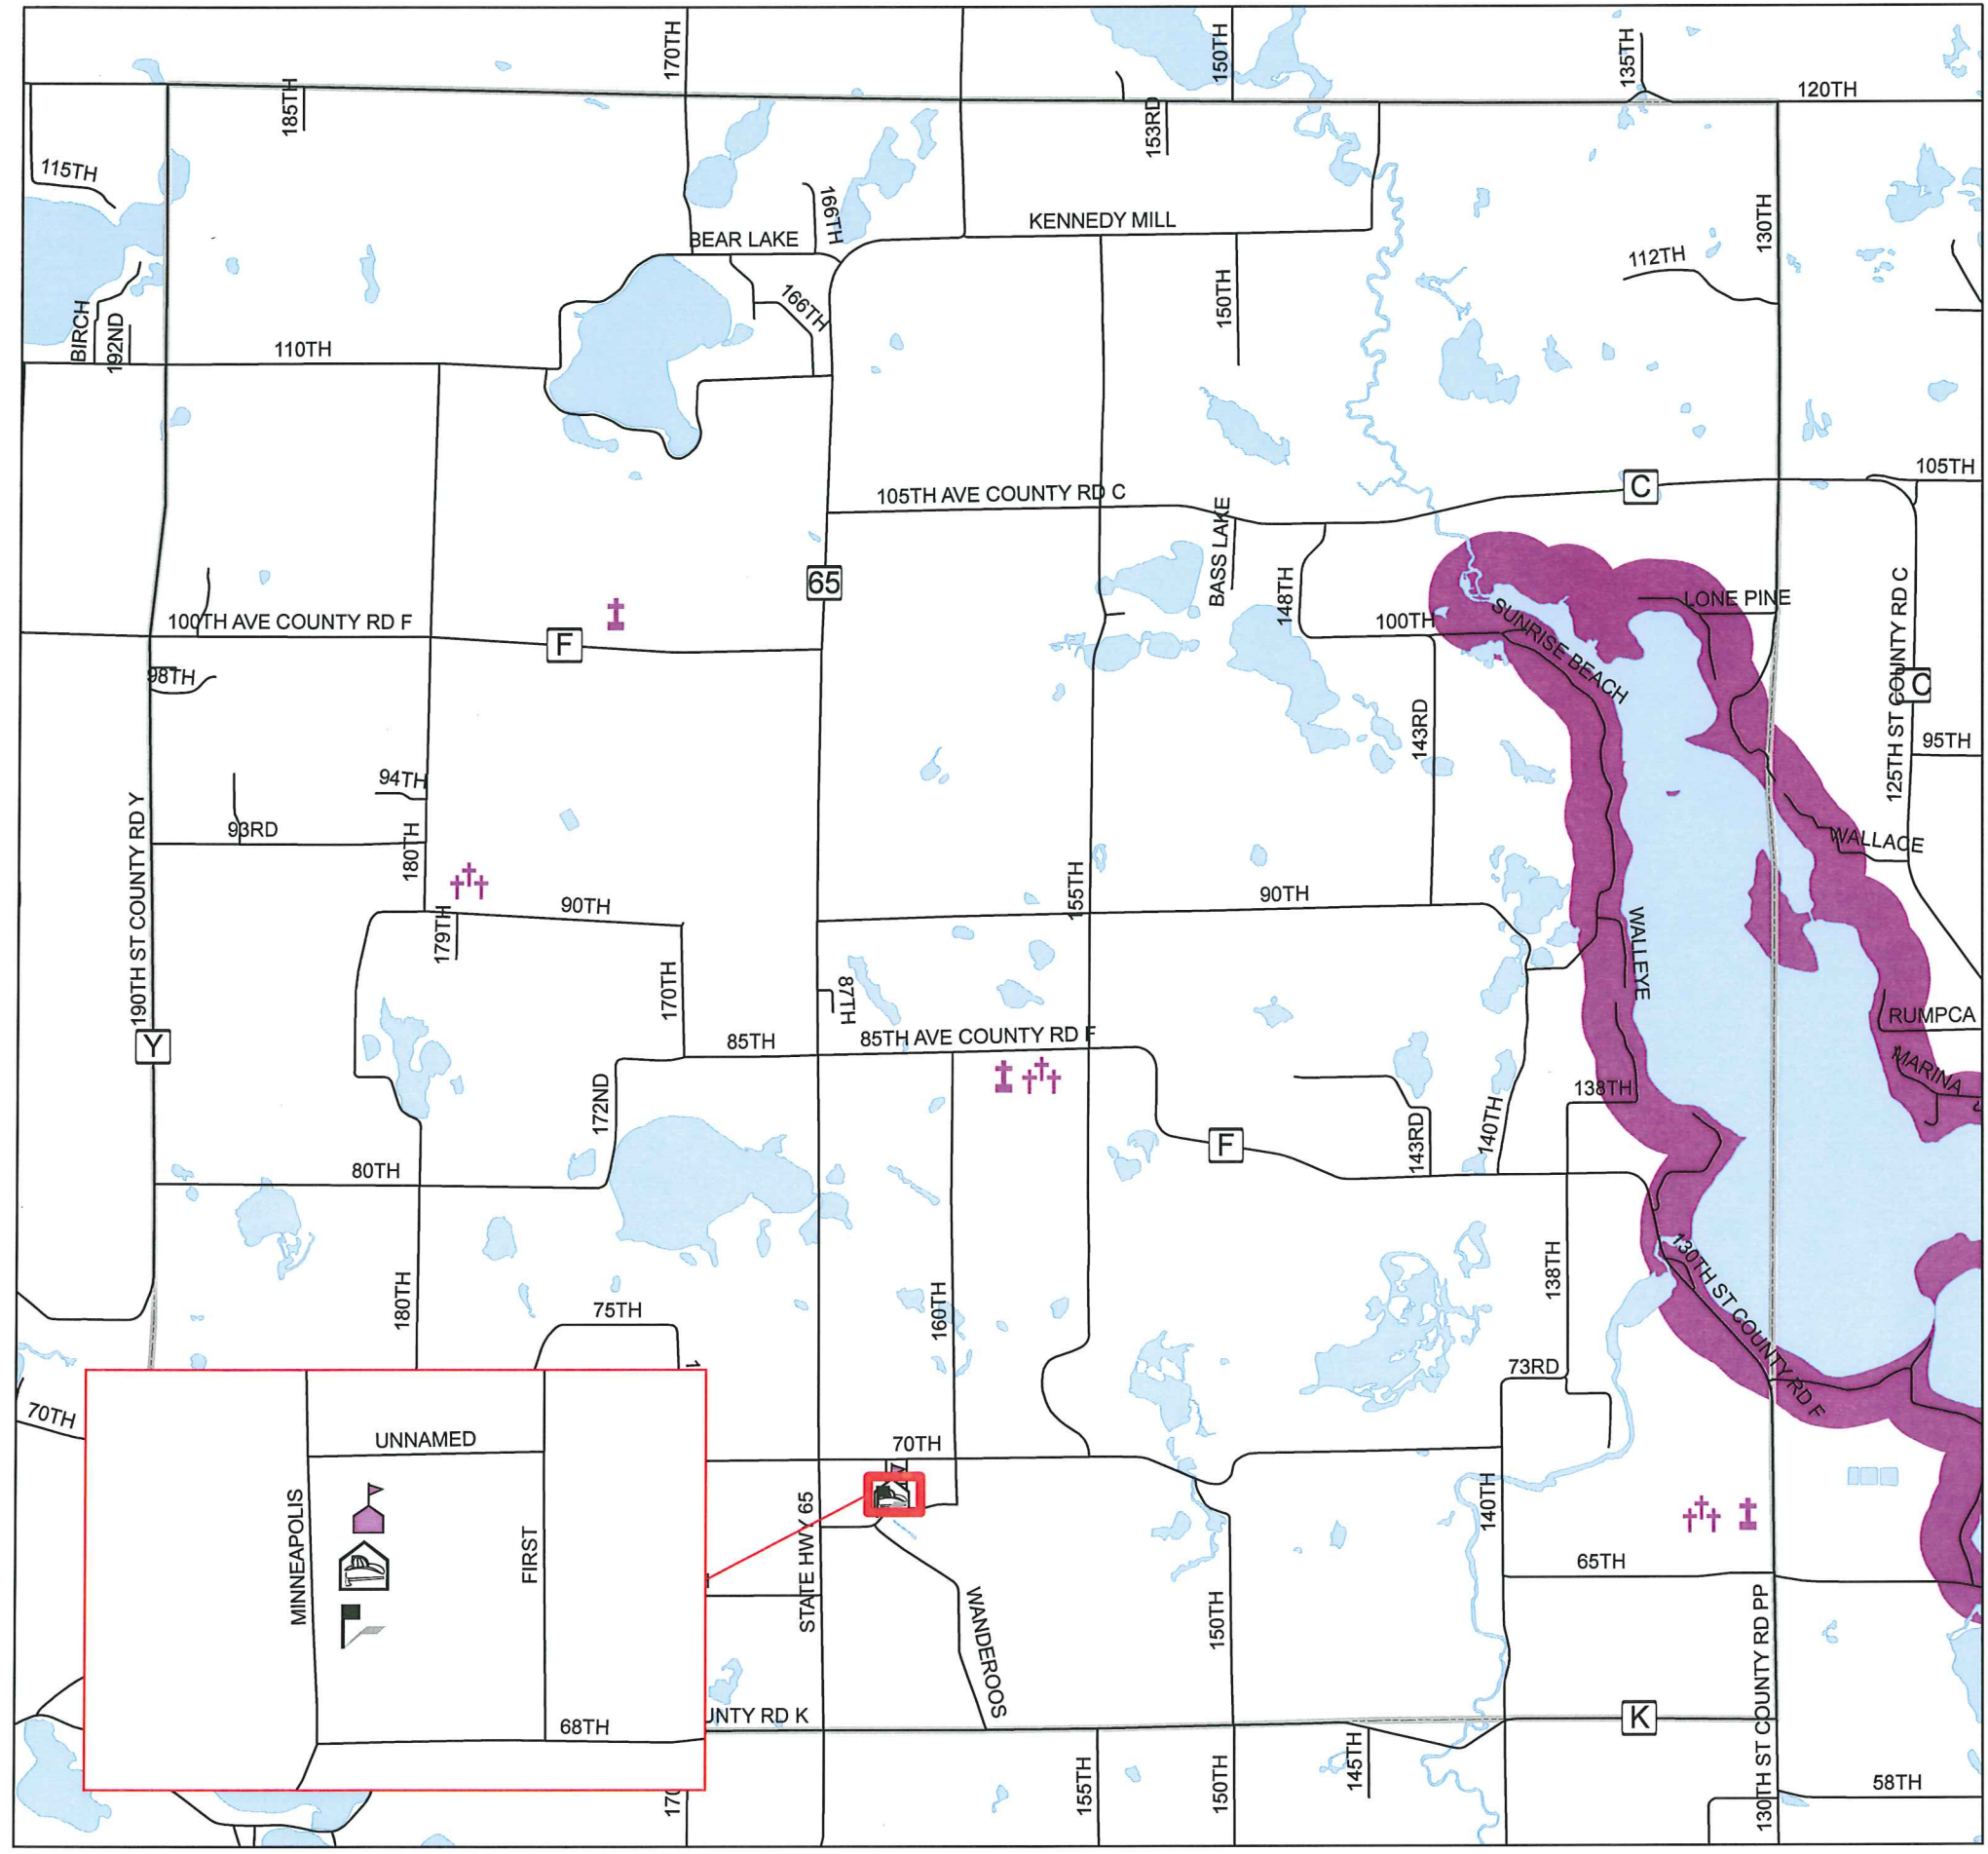 170TH
150TH
135TH
120TH
185TH
153RD
115TH
166TH
KENNEDY MILL
130TH
BEAR LAKE
112TH
150TH
166TH
BIRCH
192ND
110TH
105TH
105TH AVE COUNTY RD C
C
BASS LAKE
65
148TH
LONE PINE
125TH ST COUNTY RD C
100TH AVE COUNTY RD F
F
100TH
SUNRISE BEACH
98TH
C
143RD
95TH
94TH
93RD
180TH
WALLACE
190TH ST COUNTY RD Y
155TH
90TH
90TH
179TH
WALLEYE
170TH
87TH
RUMPCA
Y
85TH
85TH AVE COUNTY RD F
MARINA
172ND
138TH
F
143RD
140TH
80TH
180TH
75TH
160TH
138TH
130TH ST COUNTY RD F
1
73RD
70TH
UNNAMED
70TH
MINNEAPOLIS
FIRST
STATE HWY 65
140TH
65TH
WANDEROOS
150TH
130TH ST COUNTY RD PP
68TH
UNTY RD K
K
170
155TH
150TH
145TH
58TH